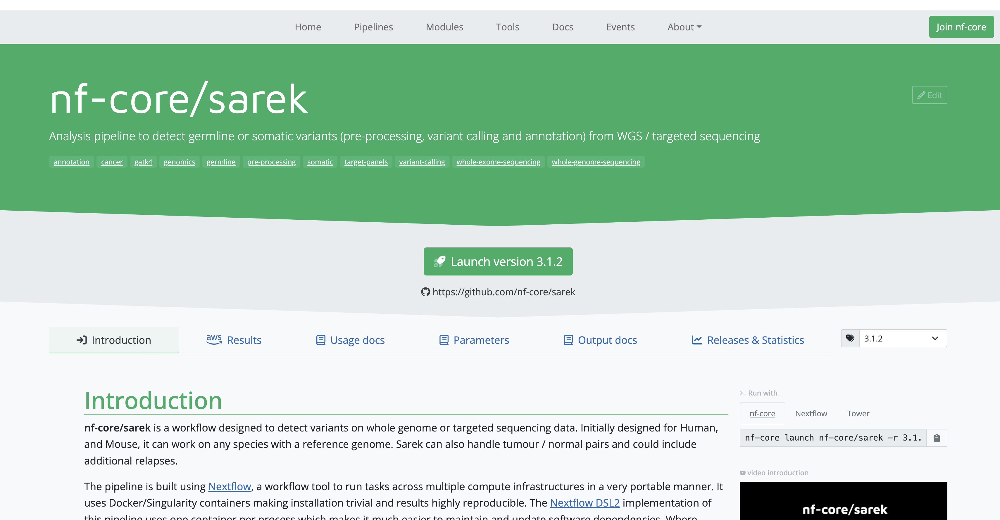 Home Pipelines Modules Tools Docs Events About Join nf-core
nf-core/sarek
Edit
Analysis pipeline to detect germline or somatic variants (pre-processing, variant calling and annotation) from WGS / targeted sequencing
annotation cancer gatk4 genomics germline pre-processing somatic target-panels variant-calling whole-exome-sequencing whole-genome-sequencing
Launch version 3.1.2
https://github.com/nf-core/sarek
Introduction aws Results Usage docs Parameters Output docs Releases & Statistics 3.1.2
Introduction
nf-core/sarek is a workflow designed to detect variants on whole genome or targeted sequencing data. Initially designed for Human,
and Mouse, it can work on any species with a reference genome. Sarek can also handle tumour / normal pairs and could include
additional relapses.
The pipeline is built using Nextflow, a workflow tool to run tasks across multiple compute infrastructures in a very portable manner. It
uses Docker/Singularity containers making installation trivial and results highly reproducible. The Nextflow DSL2 implementation of
this pipeline uses one container per process which makes it much easier to maintain and update software dependencies. Where
Run with
nf-core Nextflow Tower
nf-core launch nf-core/sarek -r 3.1.
video introduction
nf-core/sarek